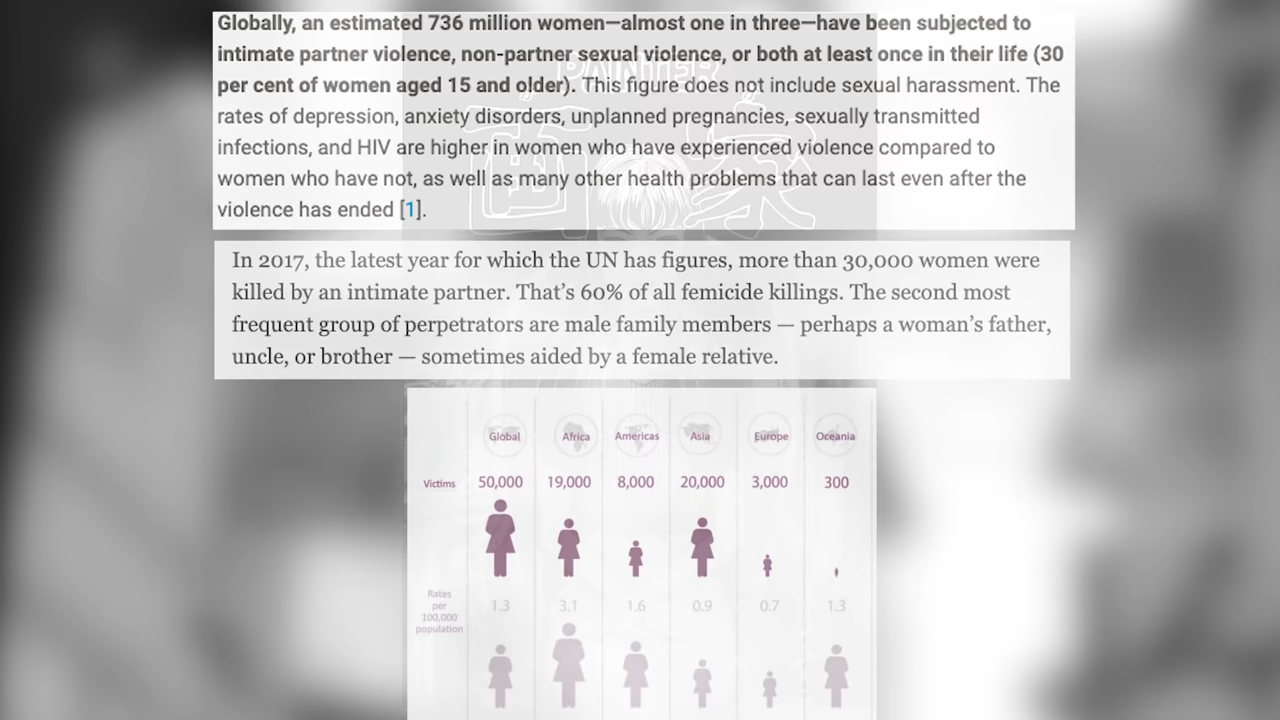 Globally, an estimated 736 million women—almost one in three—have been subjected to
intimate partner violence, non-partner sexual violence, or both at least once in their life (30
per cent of women aged 15 and older). This figure does not include sexual harassment. The
rates of depression, anxiety disorders, unplanned pregnancies, sexually transmitted
infections, and HIV are higher in women who have experienced violence compared to
women who have not, as well as many other health problems that can last even after the
violence has ended [1].
PAINTER
画家
In 2017, the latest year for which the UN has figures, more than 30,000 women were
killed by an intimate partner. That's 60% of all femicide killings. The second most
frequent group of perpetrators are male family members — perhaps a woman's father,
uncle, or brother — sometimes aided by a female relative.
Global Africa Americas Asia Europe Oceania
Victims 50,000 19,000 8,000 20,000 3,000 300
Rates
per
100,000
population
1.3 3.1 1.6 0.9 0.7 1.3